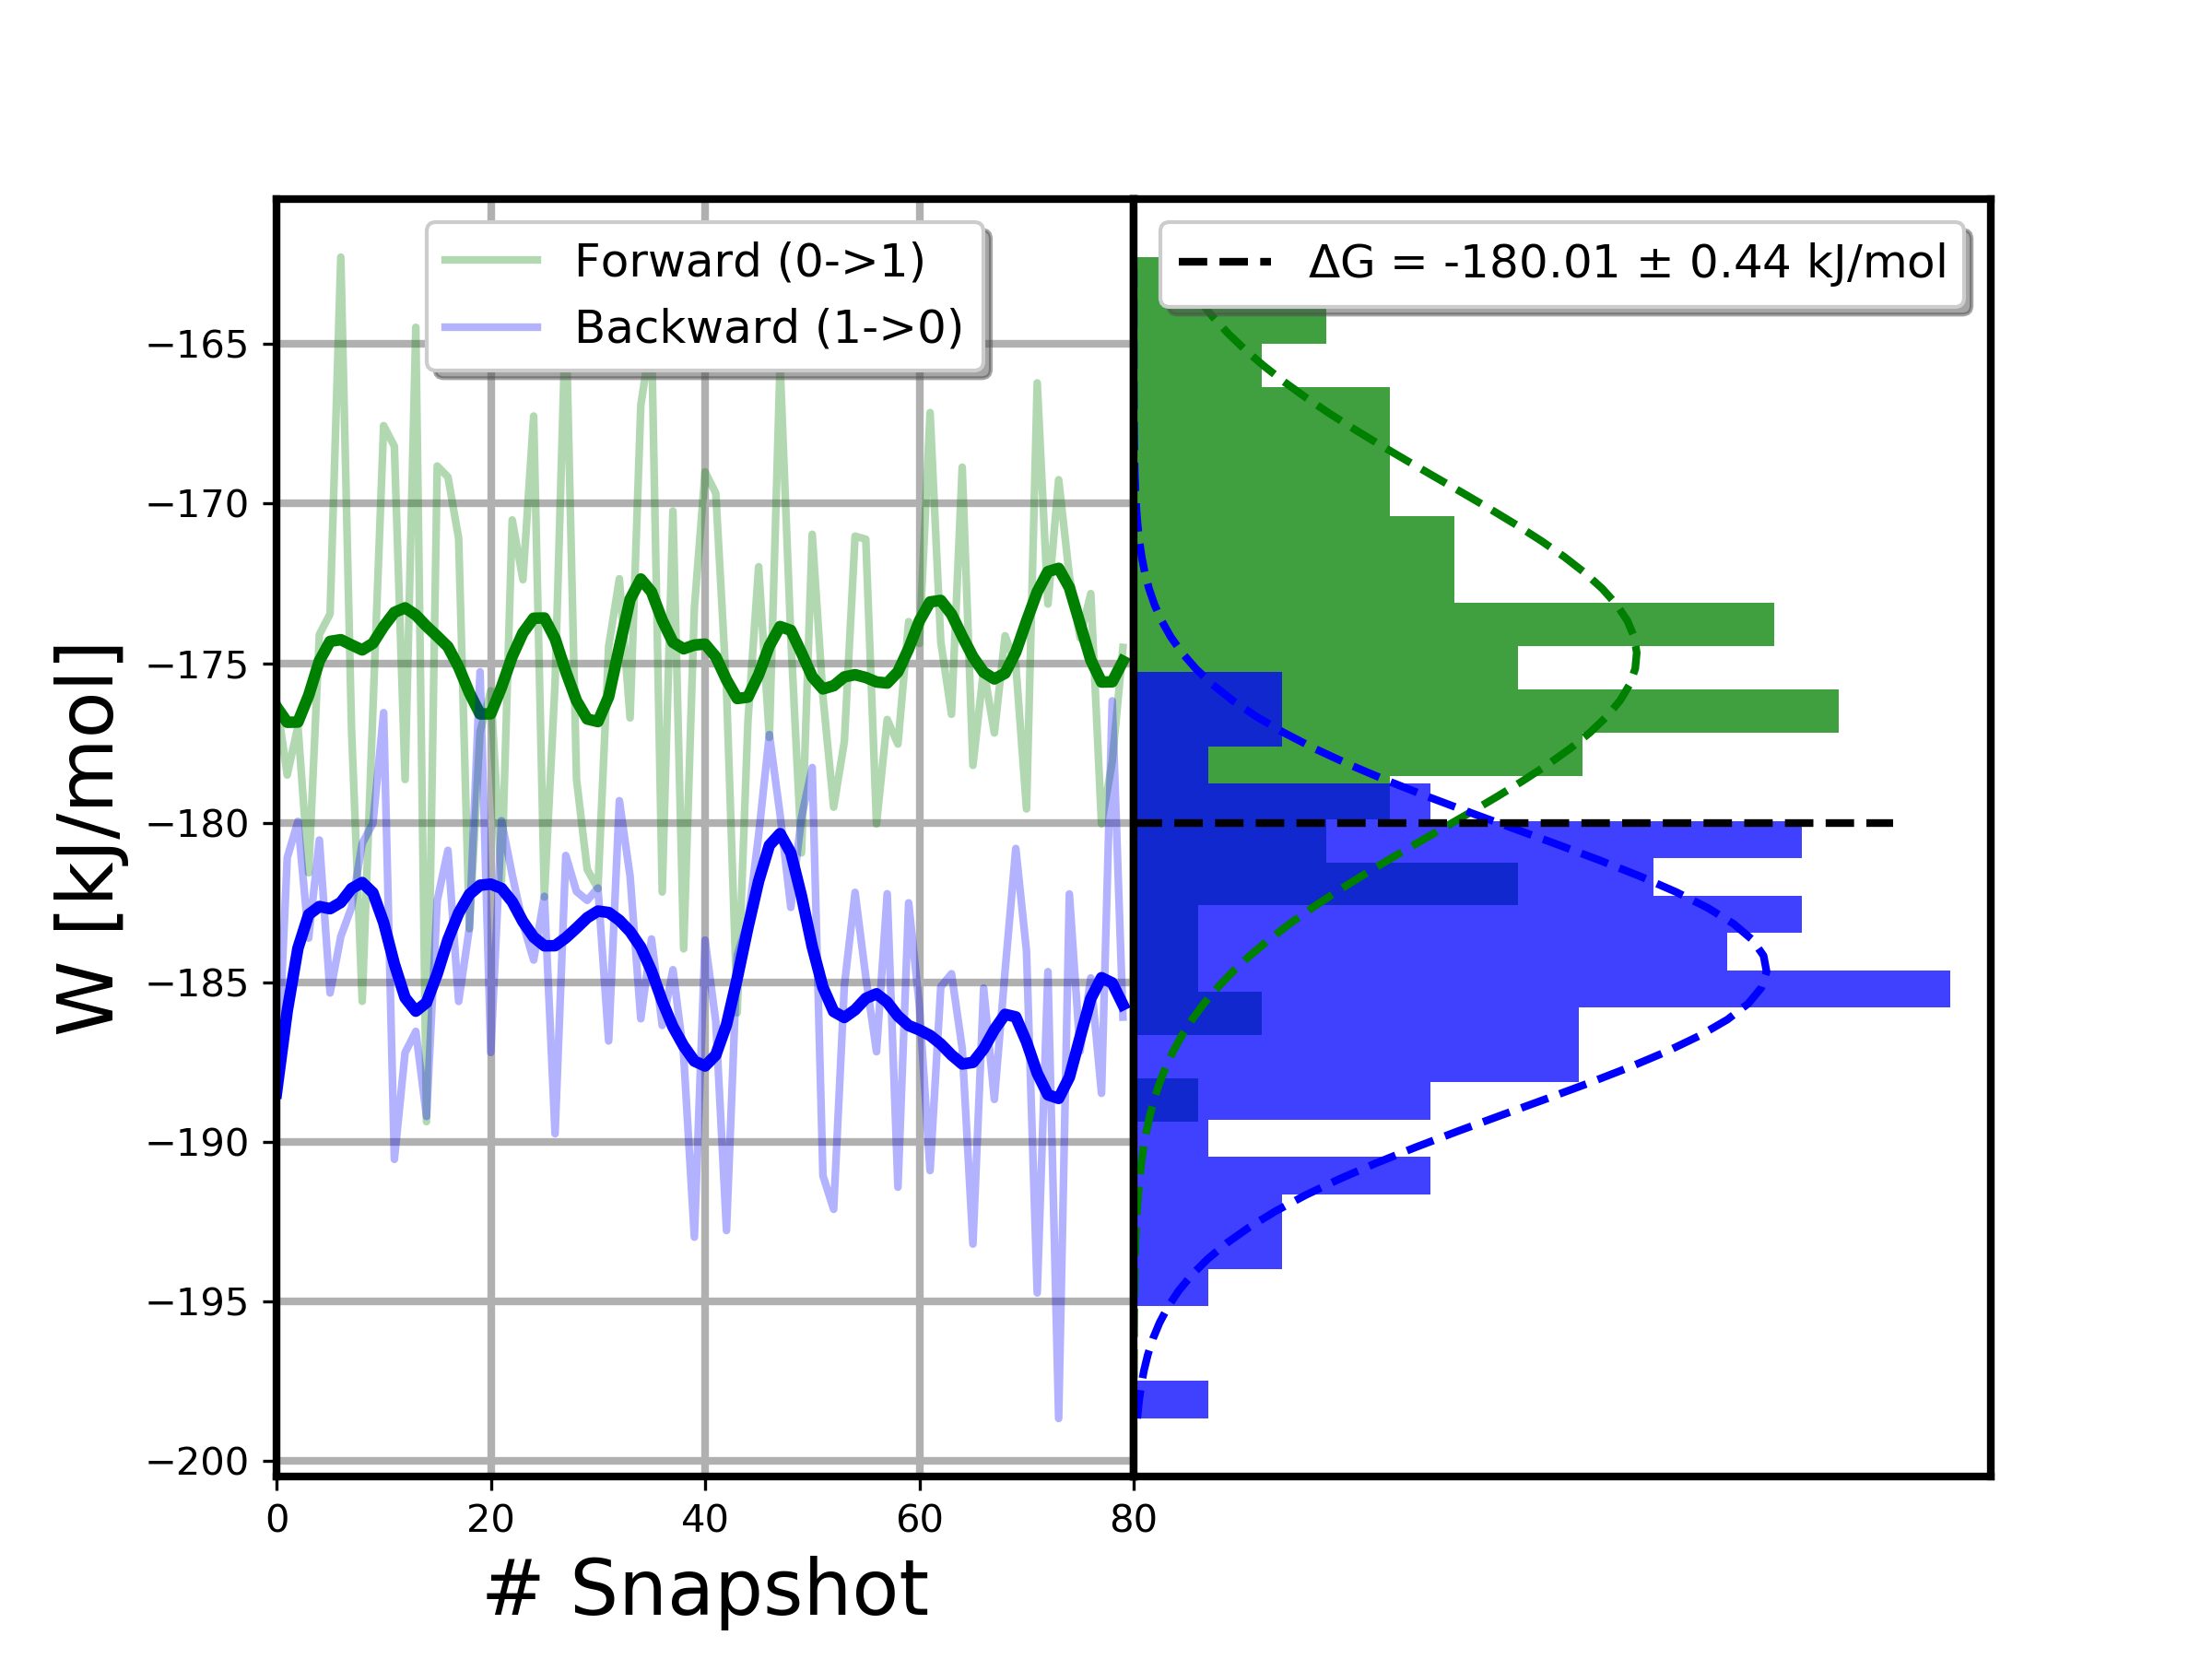 Forward (0->1)
Backward (1->0)
ΔG = -180.01 ± 0.44 kJ/mol
−165
−170
−175
−180
−185
−190
−195
−200
W [kJ/mol]
0 20 40 60 80
# Snapshot